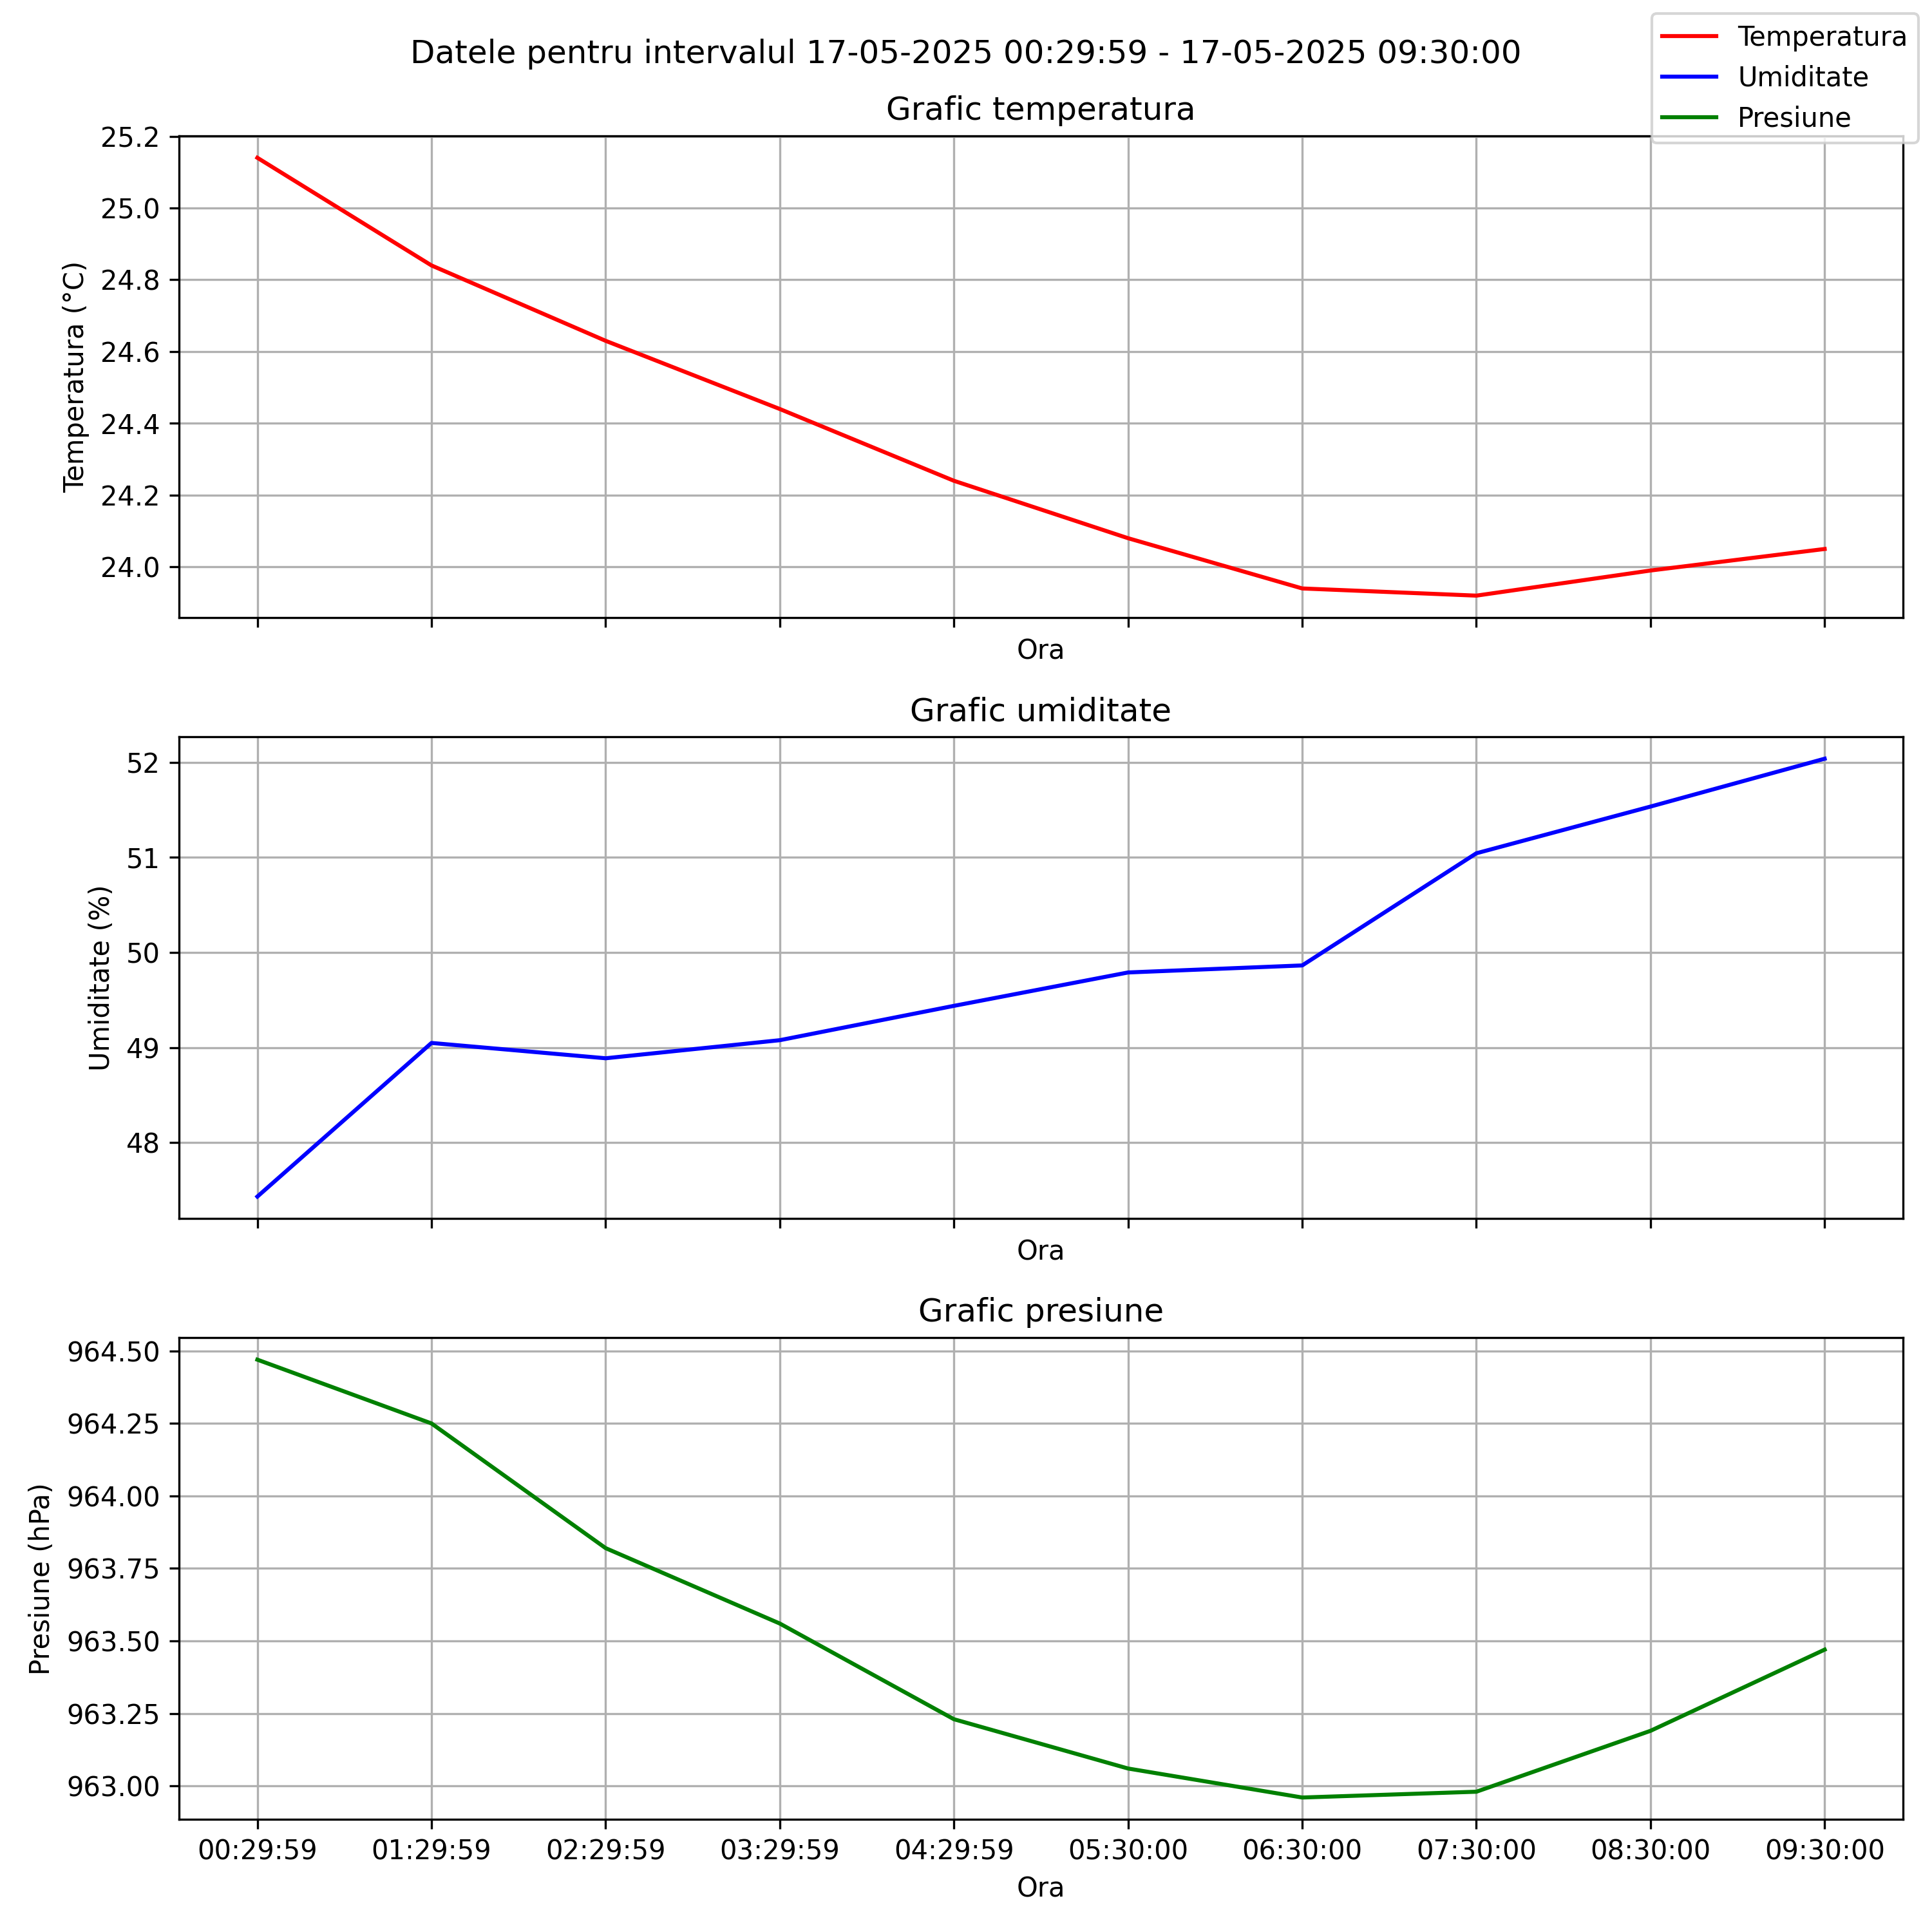 Datele pentru intervalul 17-05-2025 00:29:59 - 17-05-2025 09:30:00
Temperatura
Umiditate
Presiune
Grafic temperatura
Temperatura (°C)
25.2
25.0
24.8
24.6
24.4
24.2
24.0
Ora
Grafic umiditate
Umiditate (%)
52
51
50
49
48
Ora
Grafic presiune
Presiune (hPa)
964.50
964.25
964.00
963.75
963.50
963.25
963.00
00:29:59 01:29:59 02:29:59 03:29:59 04:29:59 05:30:00 06:30:00 07:30:00 08:30:00 09:30:00
Ora